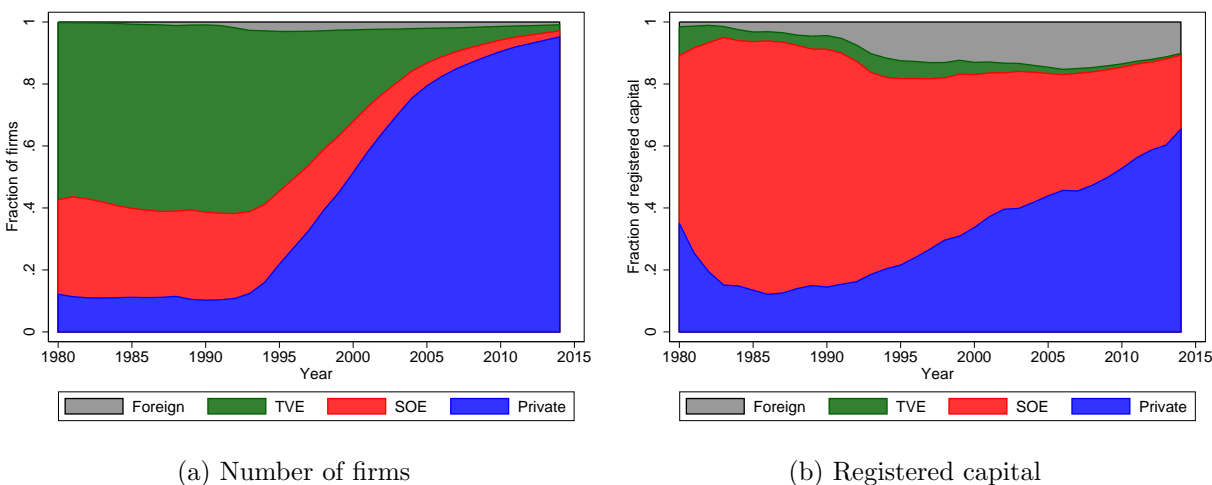 Fraction of firms
1
.8
.6
.4
.2
0
1980 1985 1990 1995 2000 2005 2010 2015
Year
Foreign TVE SOE Private
(a) Number of firms
Fraction of registered capital
1
.8
.6
.4
.2
0
1980 1985 1990 1995 2000 2005 2010 2015
Year
Foreign TVE SOE Private
(b) Registered capital